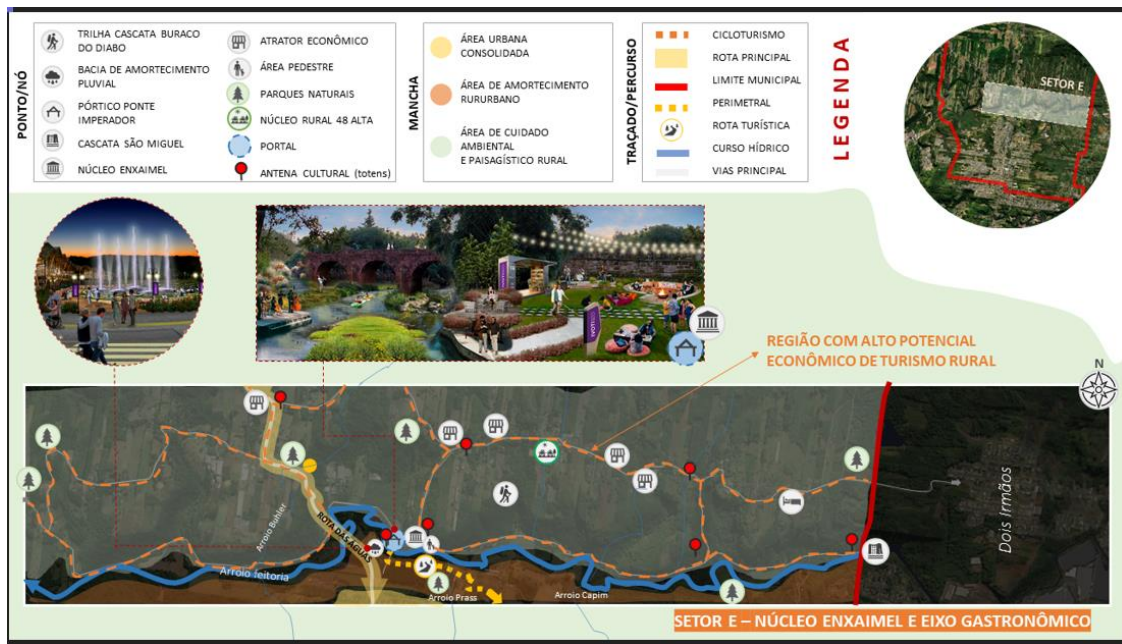 PONTO/NÓ
TRILHA CASCATA BURACO
DO DIABO
BACIA DE AMORTECIMENTO
PLUVIAL
PÓRTICO PONTE
IMPERADOR
CASCATA SÃO MIGUEL
NÚCLEO ENXAIMEL
ATRATOR ECONÔMICO
ÁREA PEDESTRE
PARQUES NATURAIS
NÚCLEO RURAL 48 ALTA
PORTAL
ANTENA CULTURAL (totens)
MANCHA
ÁREA URBANA
CONSOLIDADA
ÁREA DE AMORTECIMENTO
RURURBANO
ÁREA DE CUIDADO
AMBIENTAL
E PAISAGÍSTICO RURAL
TRAÇADO/PERCURSO
CICLOTURISMO
ROTA PRINCIPAL
LIMITE MUNICIPAL
PERIMETRAL
ROTA TURÍSTICA
CURSO HÍDRICO
VIAS PRINCIPAL
LEGENDA
SETOR E
REGIÃO COM ALTO POTENCIAL
ECONÔMICO DE TURISMO RURAL
N
Arroio Buhler
ROTA DAS ÁGUAS
Arroio feitoria
Arroio Prass
Arroio Capim
Dois Irmãos
SETOR E – NÚCLEO ENXAIMEL E EIXO GASTRONÔMICO